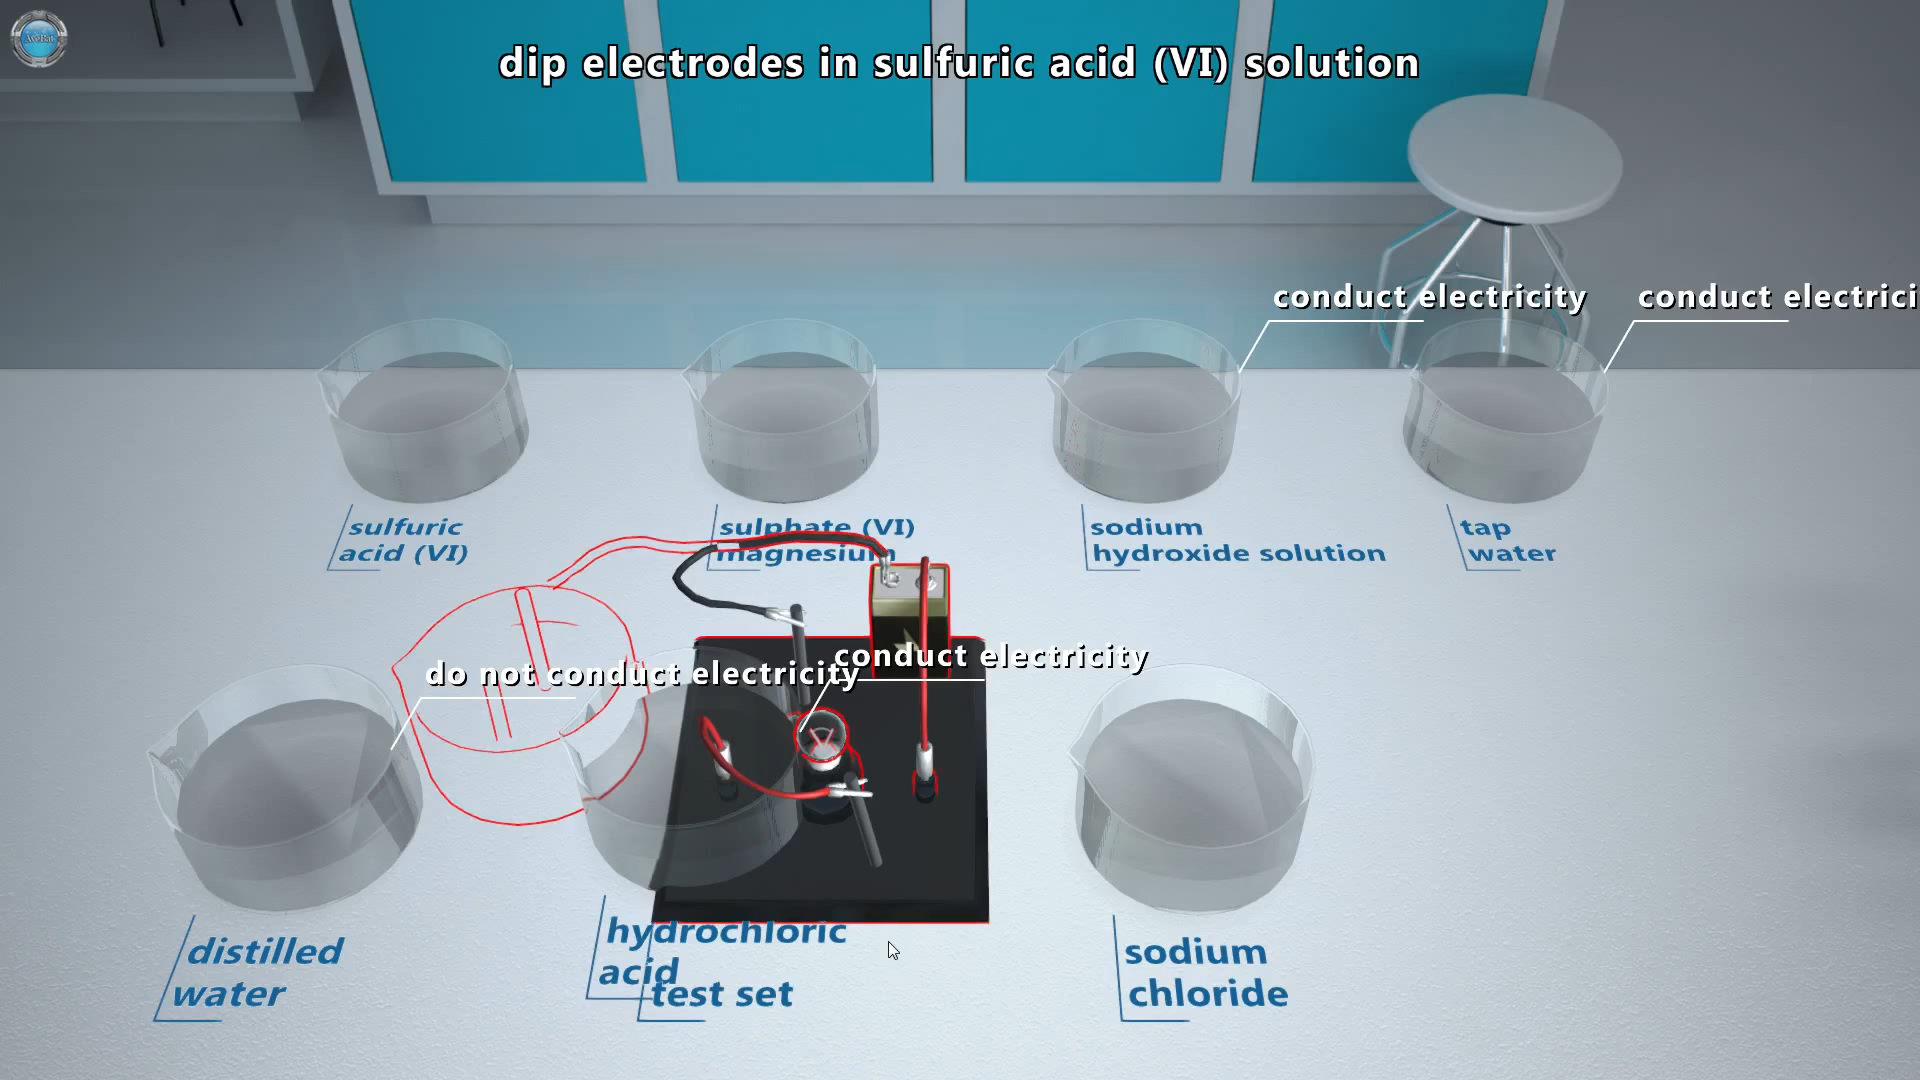 dip electrodes in sulfuric acid (VI) solution
conduct electricity
conduct electrici
sulfuric
acid (VI)
sulphate (VI)
magnesium
sodium
hydroxide solution
tap
water
do not conduct electricity
conduct electricity
distilled
water
hydrochloric
acid
test set
sodium
chloride